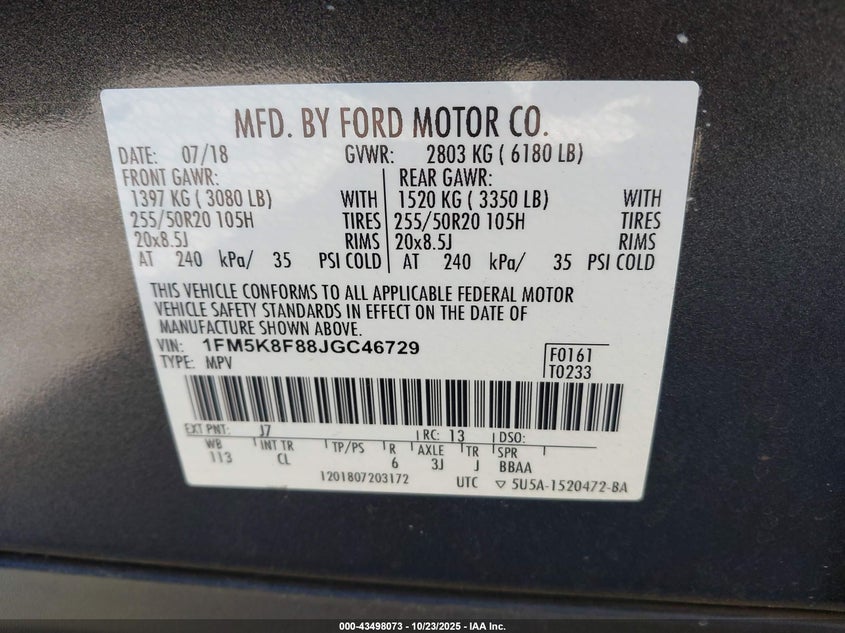 MFD. BY FORD MOTOR CO.
DATE: 07/18 GVWR: 2803 KG ( 6180 LB)
FRONT GAWR: REAR GAWR:
1397 KG ( 3080 LB) WITH 1520 KG ( 3350 LB) WITH
255/50R20 105H TIRES 255/50R20 105H TIRES
20x8.5J RIMS 20x8.5J RIMS
AT 240 kPa/ 35 PSI COLD AT 240 kPa/ 35 PSI COLD
THIS VEHICLE CONFORMS TO ALL APPLICABLE FEDERAL MOTOR
VEHICLE SAFETY STANDARDS IN EFFECT ON THE DATE OF
MANUFACTURE SHOWN ABOVE.
VIN: 1FM5K8F88JGC46729 F0161
TYPE: MPV T0233
EXT PNT: J7 RC: 13 DSO:
WB INT TR TP/PS R AXLE TR SPR
113 CL 6 3J J BBAA
1201807203172 UTC ▽ 5U5A-1520472-BA
000-43498073 - 10/23/2025 - IAA Inc.